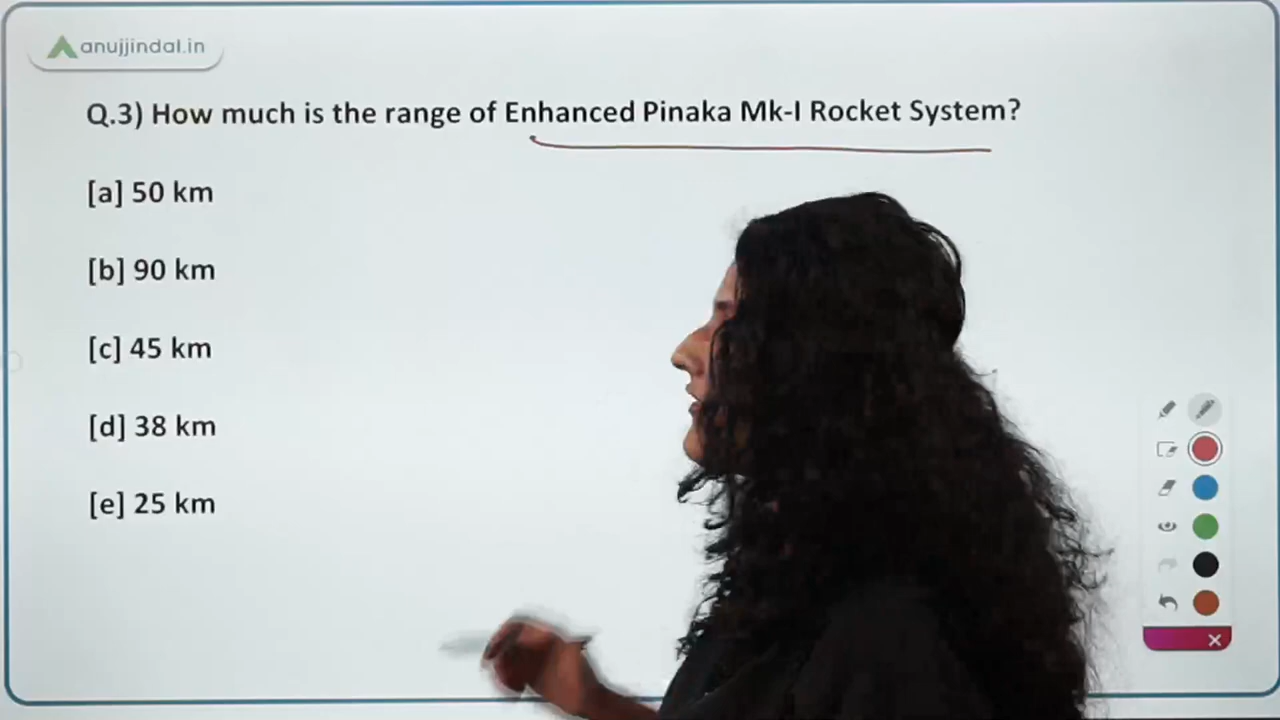 anujjindal.in
Q.3) How much is the range of Enhanced Pinaka Mk-I Rocket System?
[a] 50 km
[b] 90 km
[c] 45 km
[d] 38 km
[e] 25 km